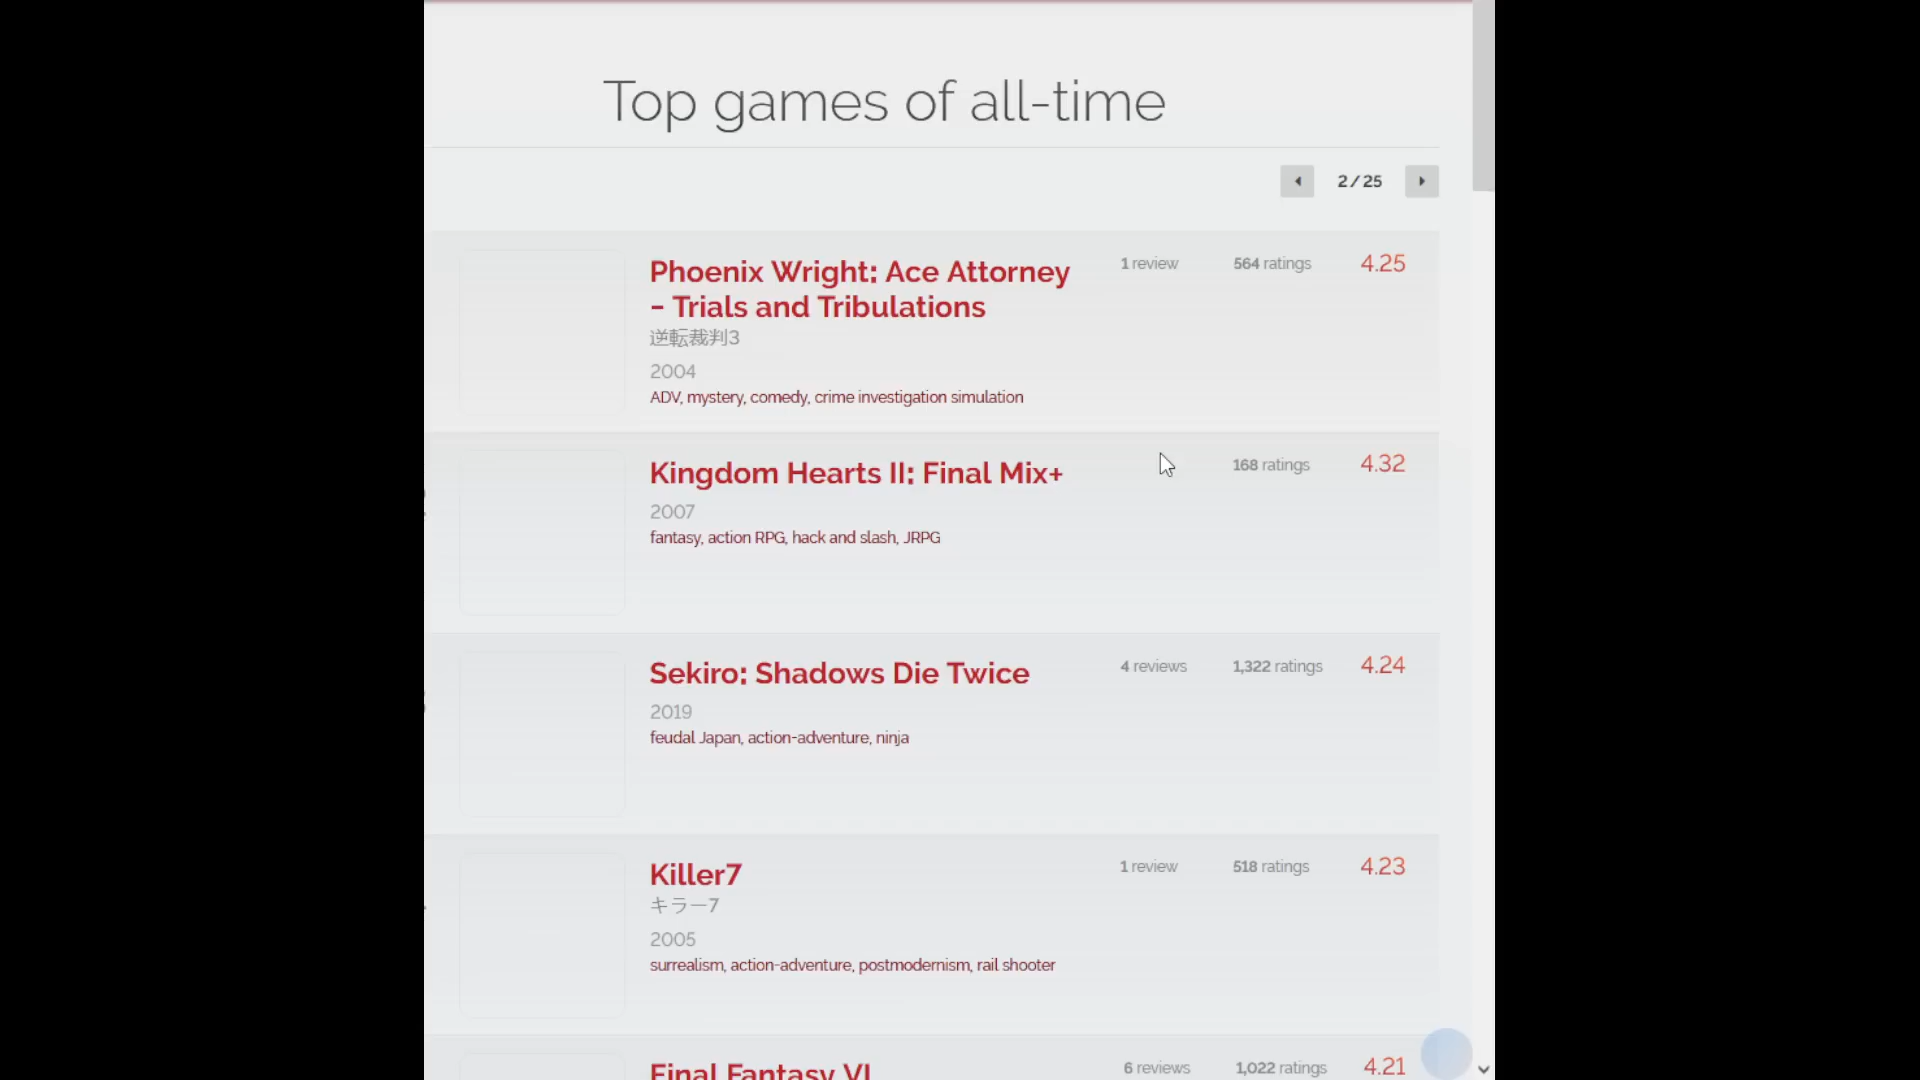 Top games of all-time
2/25
Phoenix Wright: Ace Attorney
– Trials and Tribulations
1 review 564 ratings 4.25
逆転裁判3
2004
ADV, mystery, comedy, crime investigation simulation
Kingdom Hearts II: Final Mix+
168 ratings 4.32
2007
fantasy, action RPG, hack and slash, JRPG
Sekiro: Shadows Die Twice
4 reviews 1,322 ratings 4.24
2019
feudal Japan, action-adventure, ninja
Killer7
1 review 518 ratings 4.23
キラー7
2005
surrealism, action-adventure, postmodernism, rail shooter
Final Fantasy VI
6 reviews 1,022 ratings 4.21